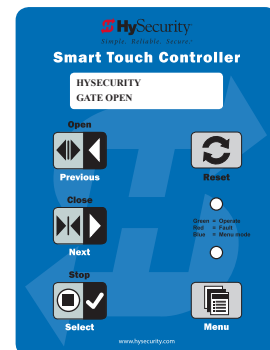 HySecurity
Simple. Reliable. Secure.
Smart Touch Controller
HYSECURITY
GATE OPEN
Open
Previous
Reset
Close
Next
Green = Operate
Red = Fault
Blue = Menu mode
Stop
Select
Menu
www.hysecurity.com